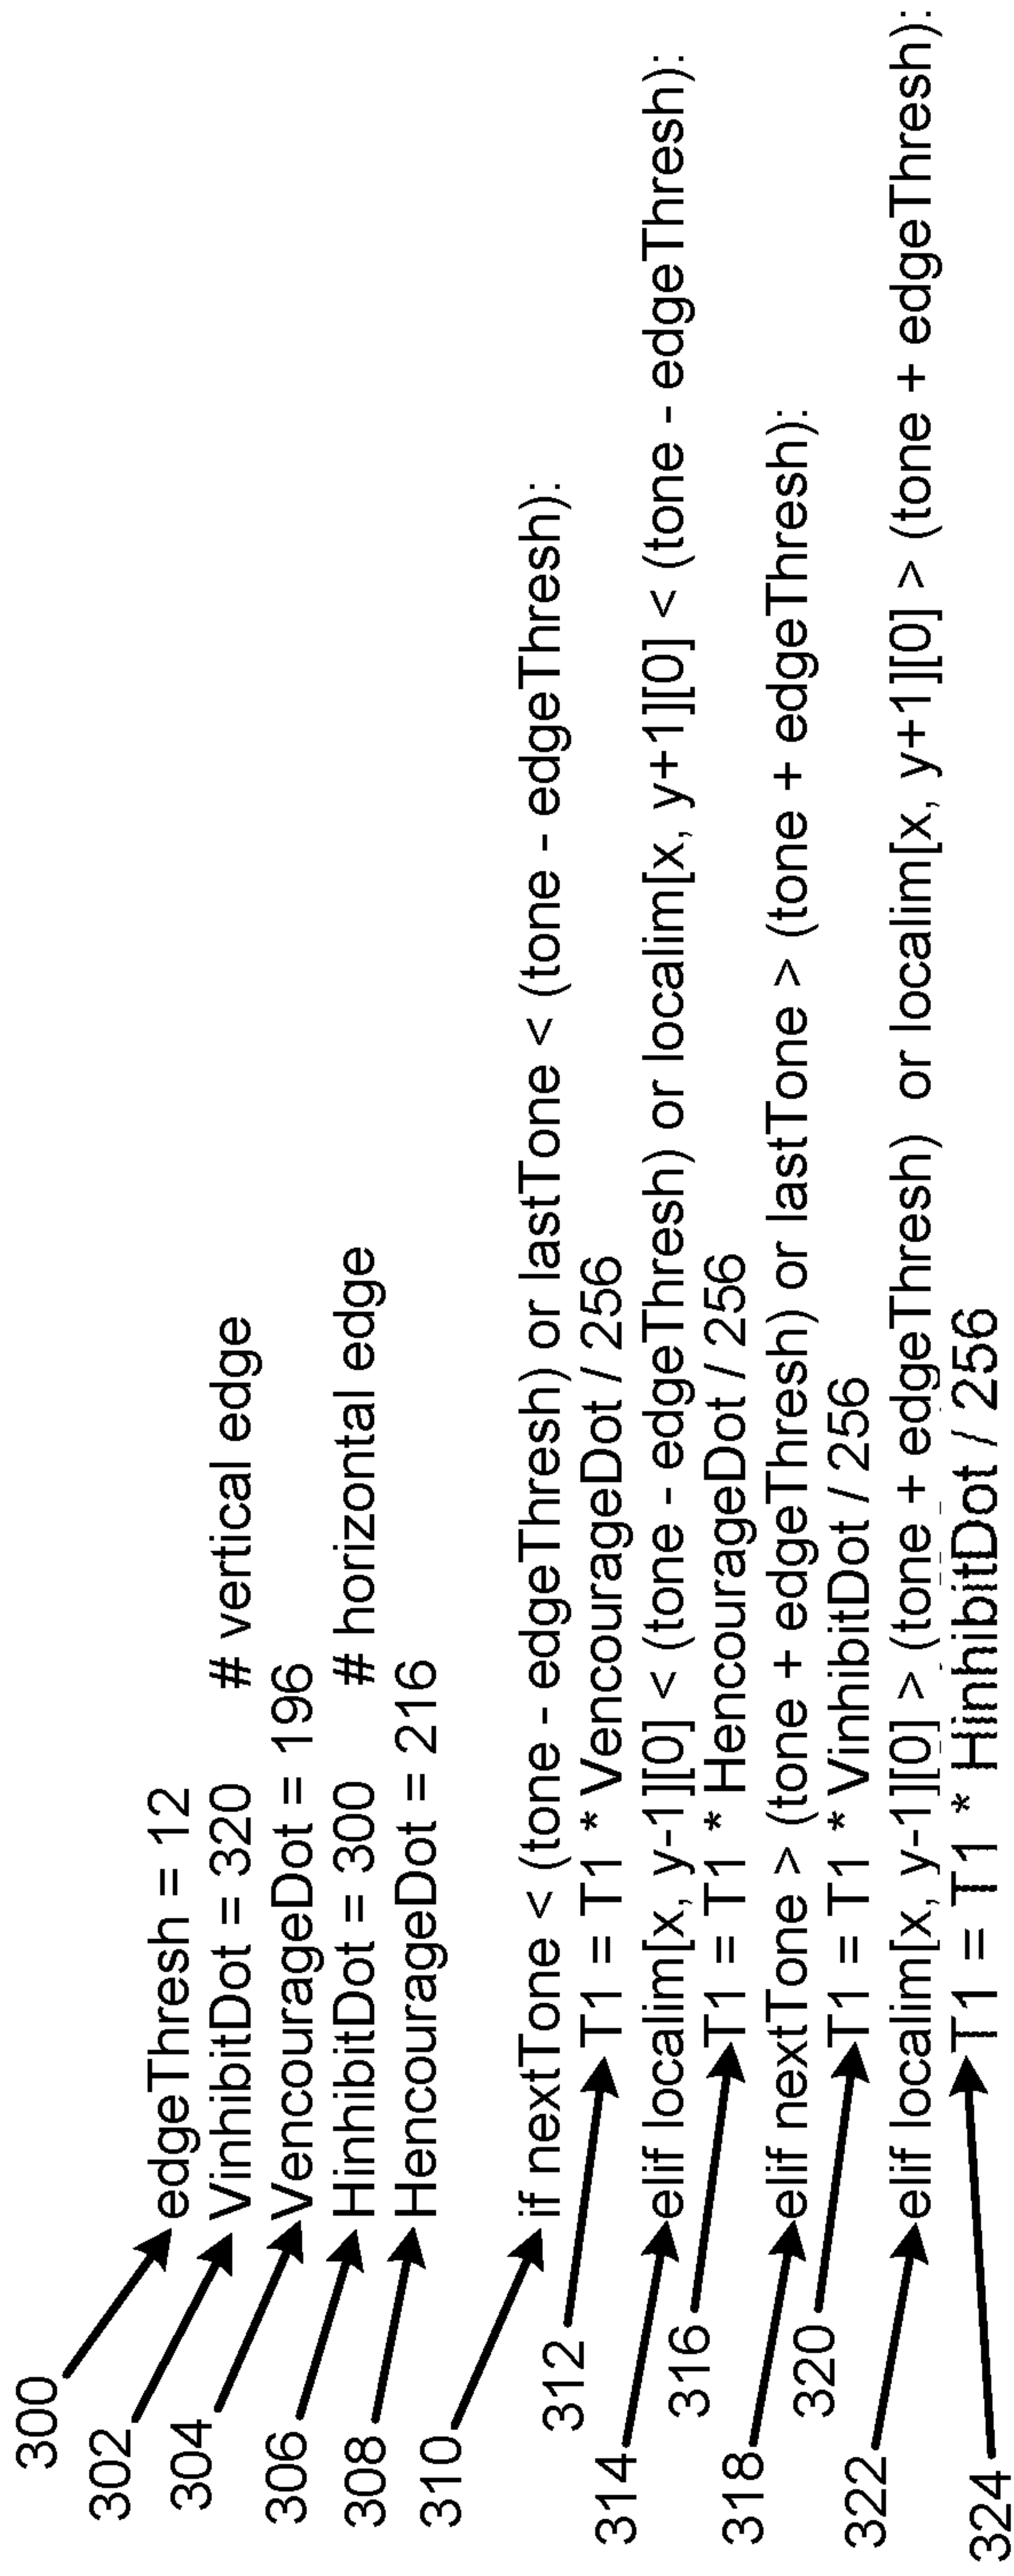 300 edgeThresh = 12
302 VinhibitDot = 320 # vertical edge
304 VencourageDot = 196
306 HinhibitDot = 300 # horizontal edge
308 HencourageDot = 216
310 if nextTone < (tone - edgeThresh) or lastTone < (tone - edgeThresh):
312 T1 = T1 * VencourageDot / 256
314 elif localim[x, y-1][0] < (tone - edgeThresh) or localim[x, y+1][0] < (tone - edgeThresh):
316 T1 = T1 * HencourageDot / 256
318 elif nextTone > (tone + edgeThresh) or lastTone > (tone + edgeThresh):
320 T1 = T1 * VinhibitDot / 256
322 elif localim[x, y-1][0] > (tone + edgeThresh) or localim[x, y+1][0] > (tone + edgeThresh):
324 T1 = T1 * HinhibitDot / 256